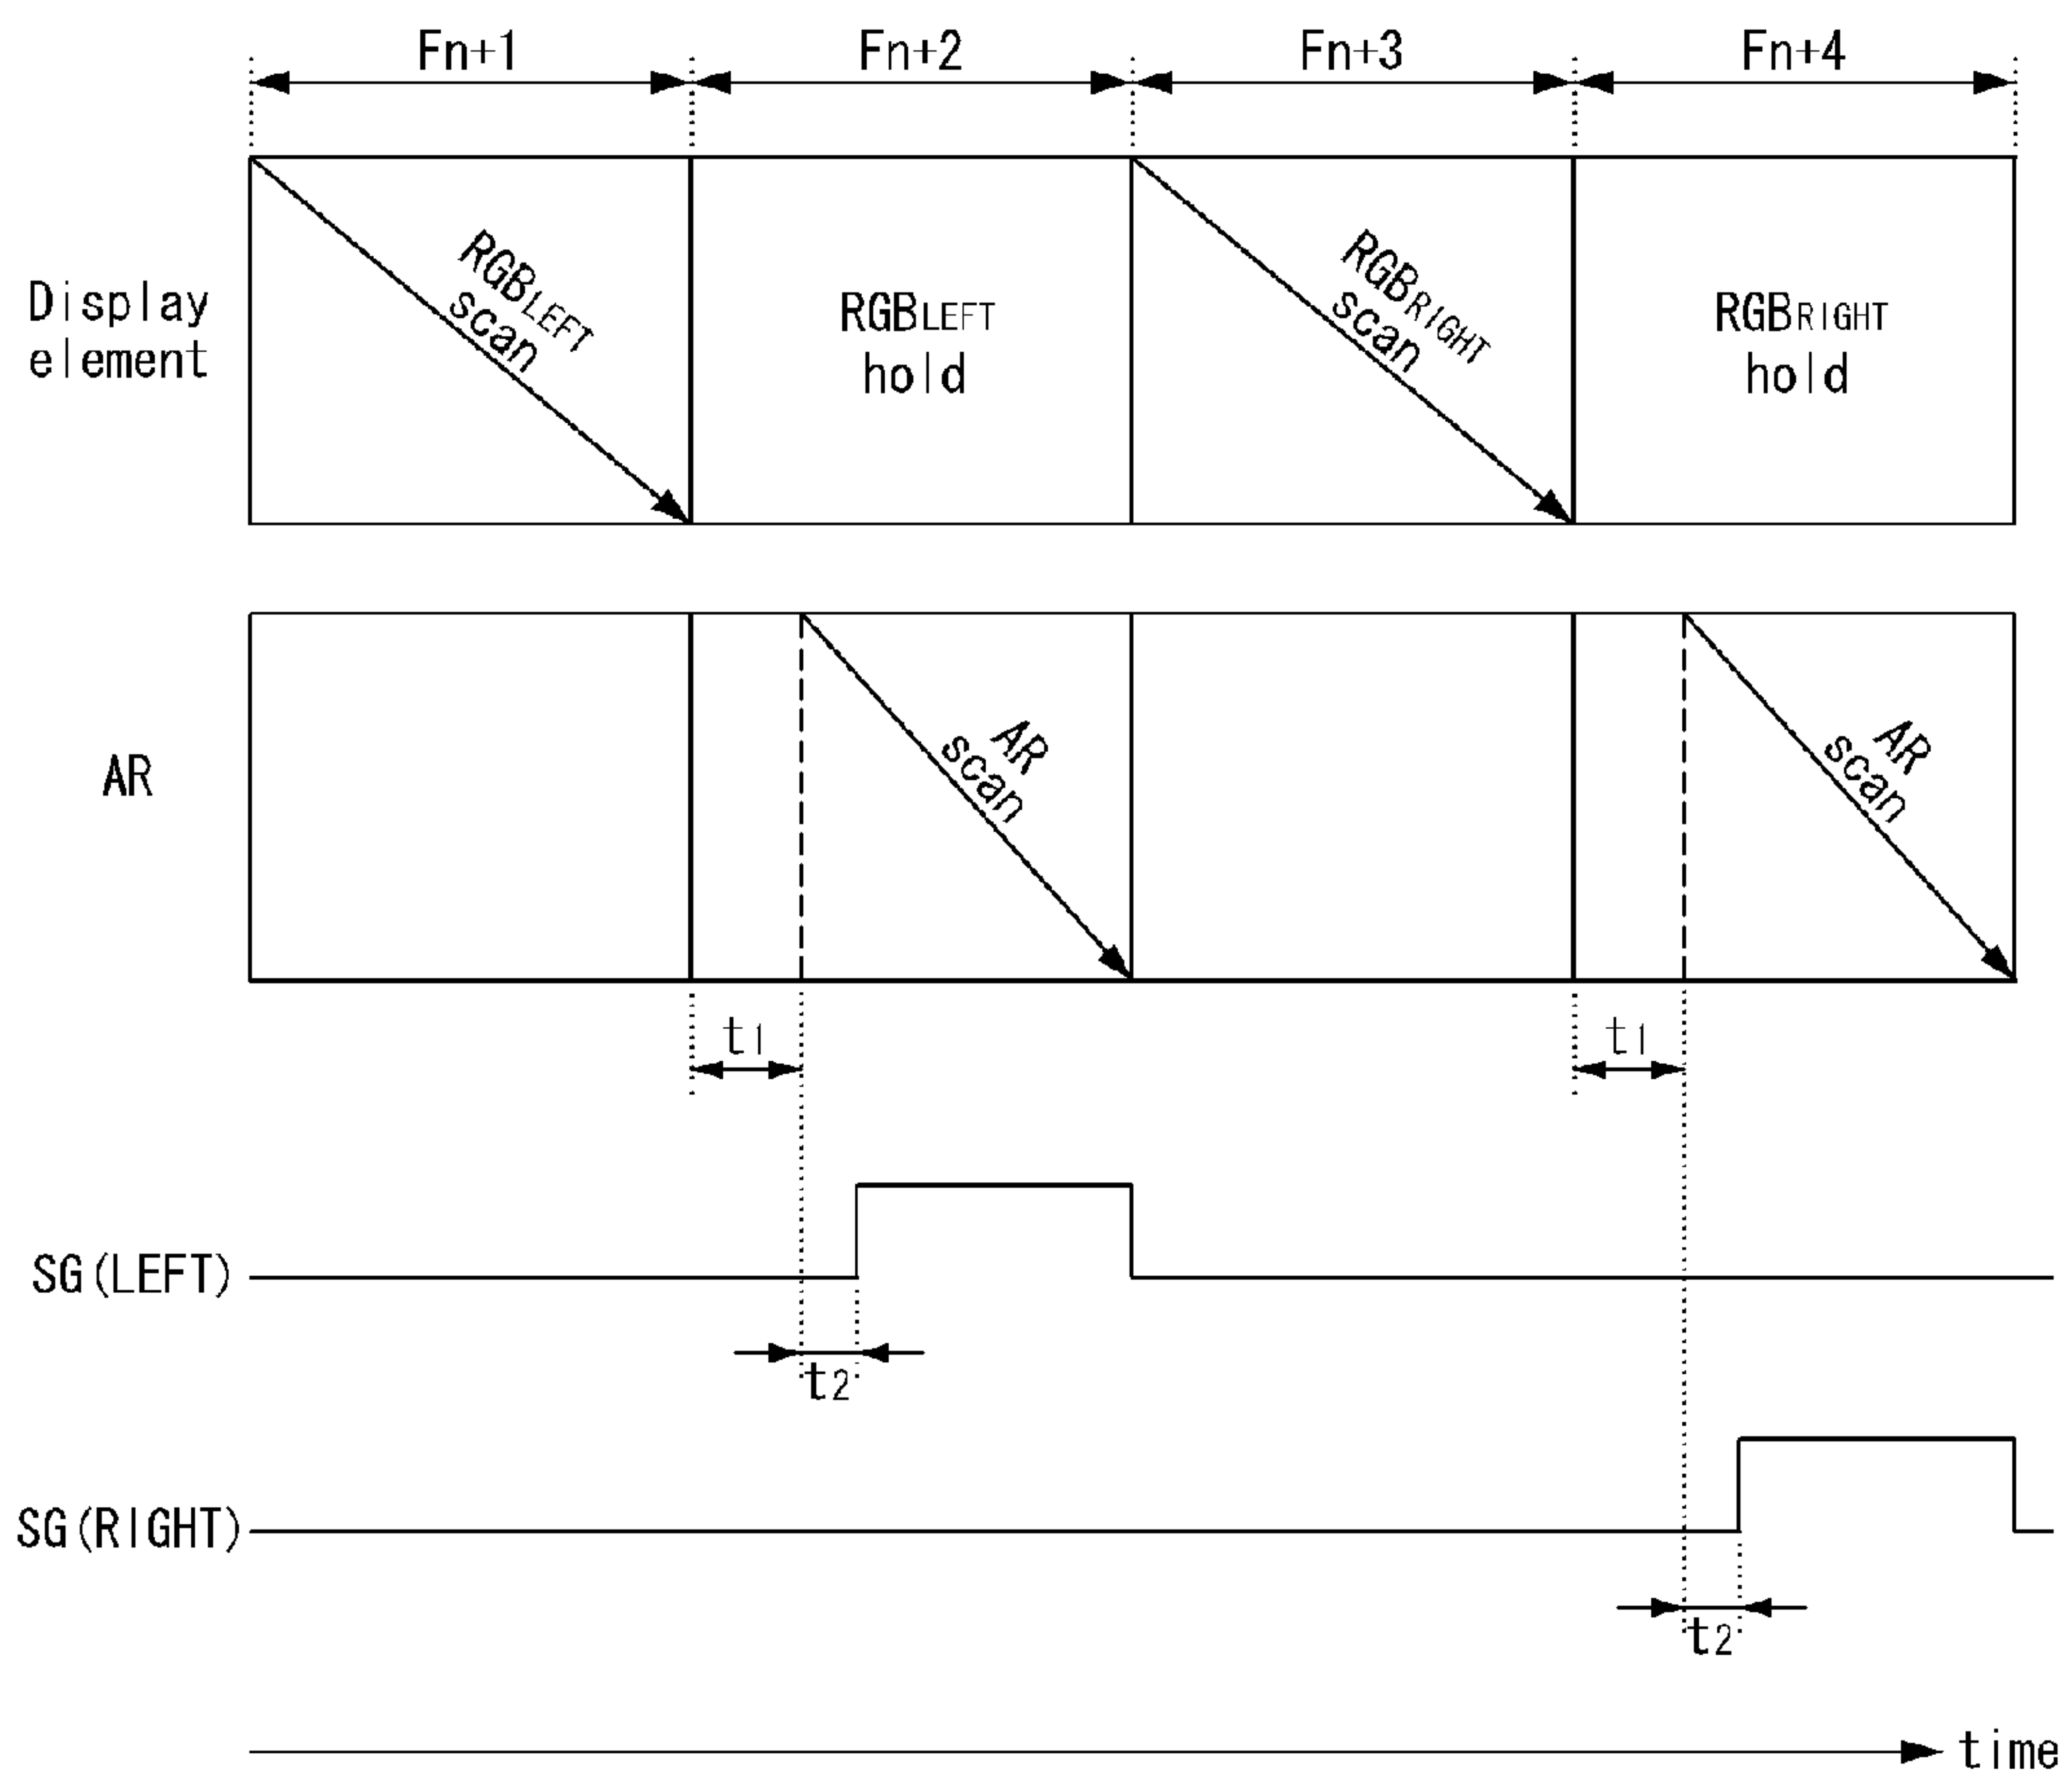 Fn+1 Fn+2 Fn+3 Fn+4
Display
element
RGBLEFT
scan
RGBLEFT
hold
RGBRIGHT
scan
RGBRIGHT
hold
AR
AR
scan
AR
scan
t1
t1
SG(LEFT)
t2
SG(RIGHT)
t2
time